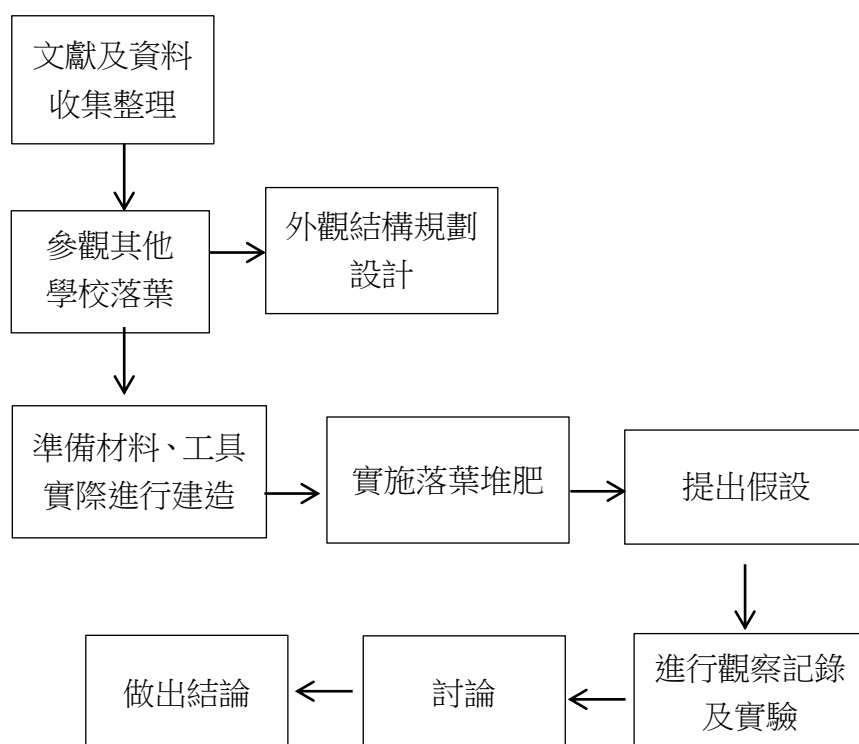 文獻及資料
收集整理
參觀其他
學校落葉
外觀結構規劃
設計
準備材料、工具
實際進行建造
實施落葉堆肥
提出假設
進行觀察記錄
及實驗
討論
做出結論